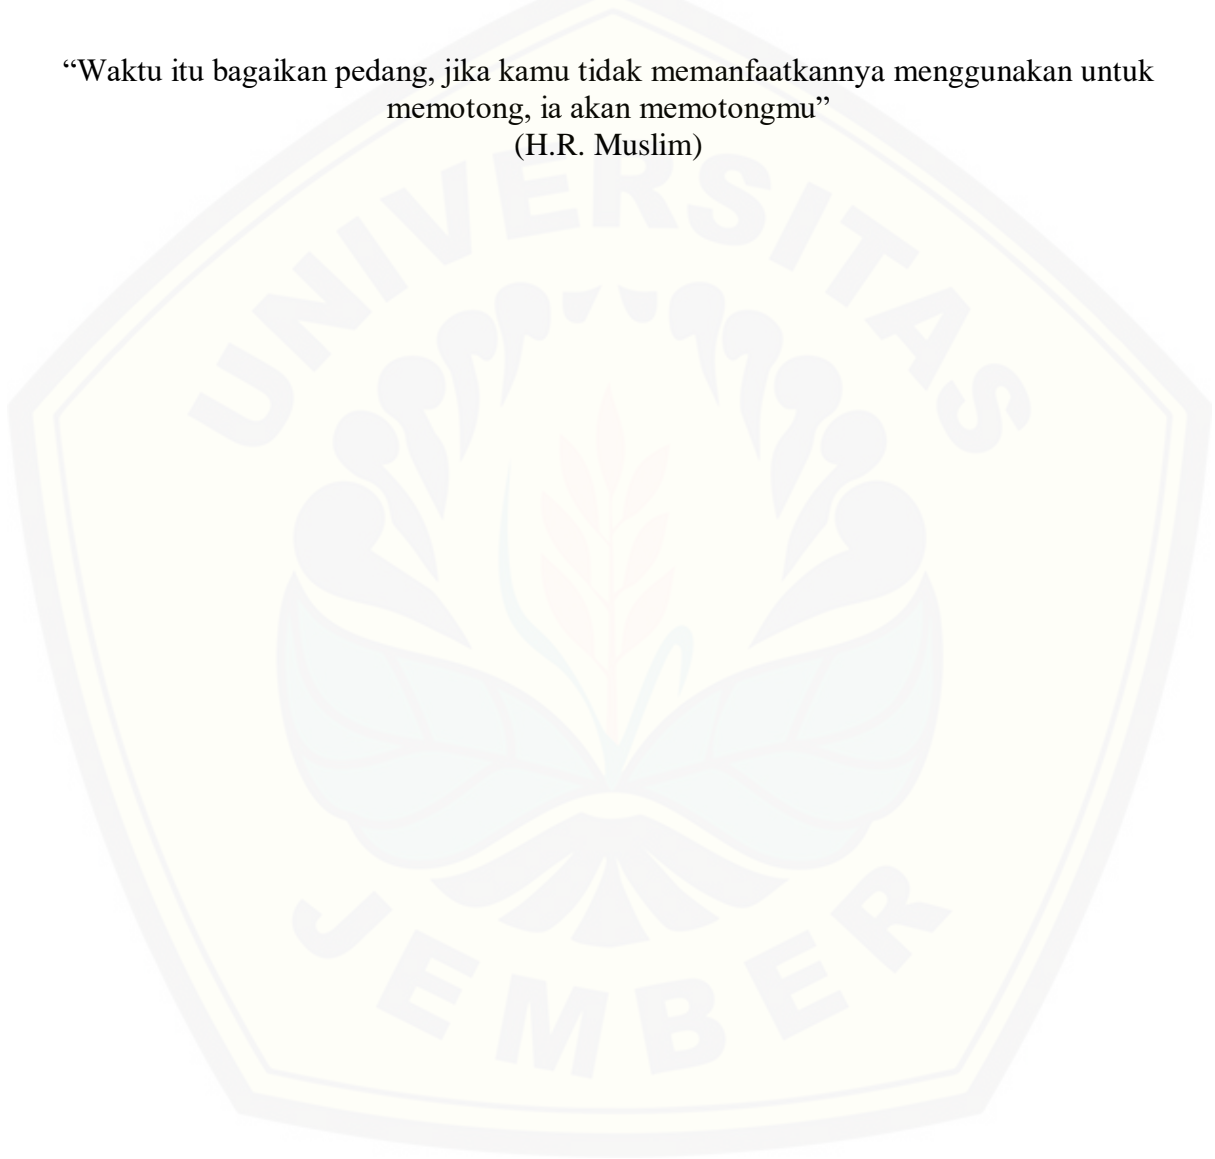 “Waktu itu bagaikan pedang, jika kamu tidak memanfaatkannya menggunakan untuk
memotong, ia akan memotongmu”
(H.R. Muslim)
UNIVERSITAS
JEMBER